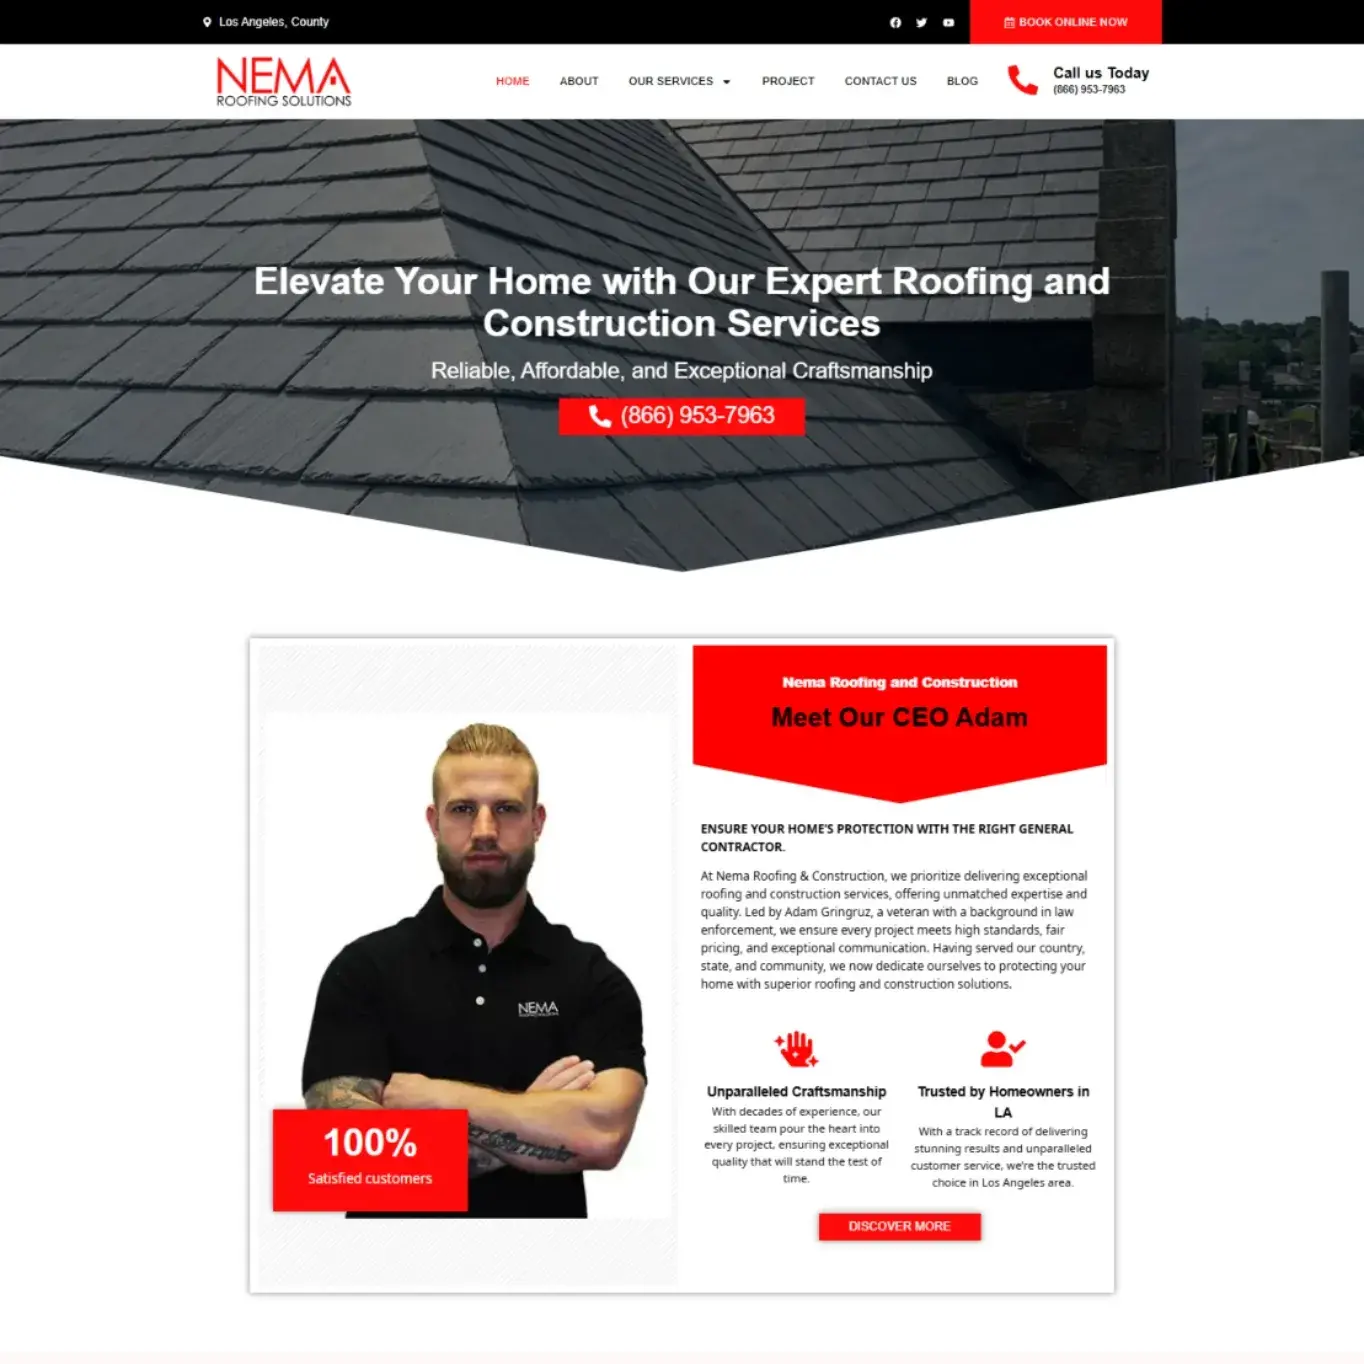 Los Angeles, County
BOOK ONLINE NOW
NEMA
ROOFING SOLUTIONS
HOME
ABOUT
OUR SERVICES
PROJECT
CONTACT US
BLOG
Call us Today
(866) 953-7963
Elevate Your Home with Our Expert Roofing and
Construction Services
Reliable, Affordable, and Exceptional Craftsmanship
(866) 953-7963
NEMA
100%
Satisfied customers
Nema Roofing and Construction
Meet Our CEO Adam
ENSURE YOUR HOME'S PROTECTION WITH THE RIGHT GENERAL
CONTRACTOR.
At Nema Roofing & Construction, we prioritize delivering exceptional
roofing and construction services, offering unmatched expertise and
quality. Led by Adam Gringruz, a veteran with a background in law
enforcement, we ensure every project meets high standards, fair
pricing, and exceptional communication. Having served our country,
state, and community, we now dedicate ourselves to protecting your
home with superior roofing and construction solutions.
Unparalleled Craftsmanship
With decades of experience, our
skilled team pour the heart into
every project, ensuring exceptional
quality that will stand the test of
time.
Trusted by Homeowners in
LA
With a track record of delivering
stunning results and unparalleled
customer service, we're the trusted
choice in Los Angeles area.
DISCOVER MORE